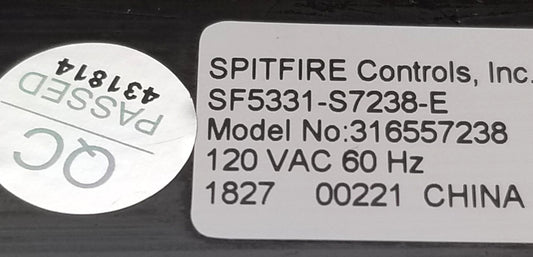 SPITFIRE Controls, Inc.
SF5331-S7238-E
Model No:316557238
120 VAC 60 Hz
1827 00221 CHINA
QC
PASSED
431814